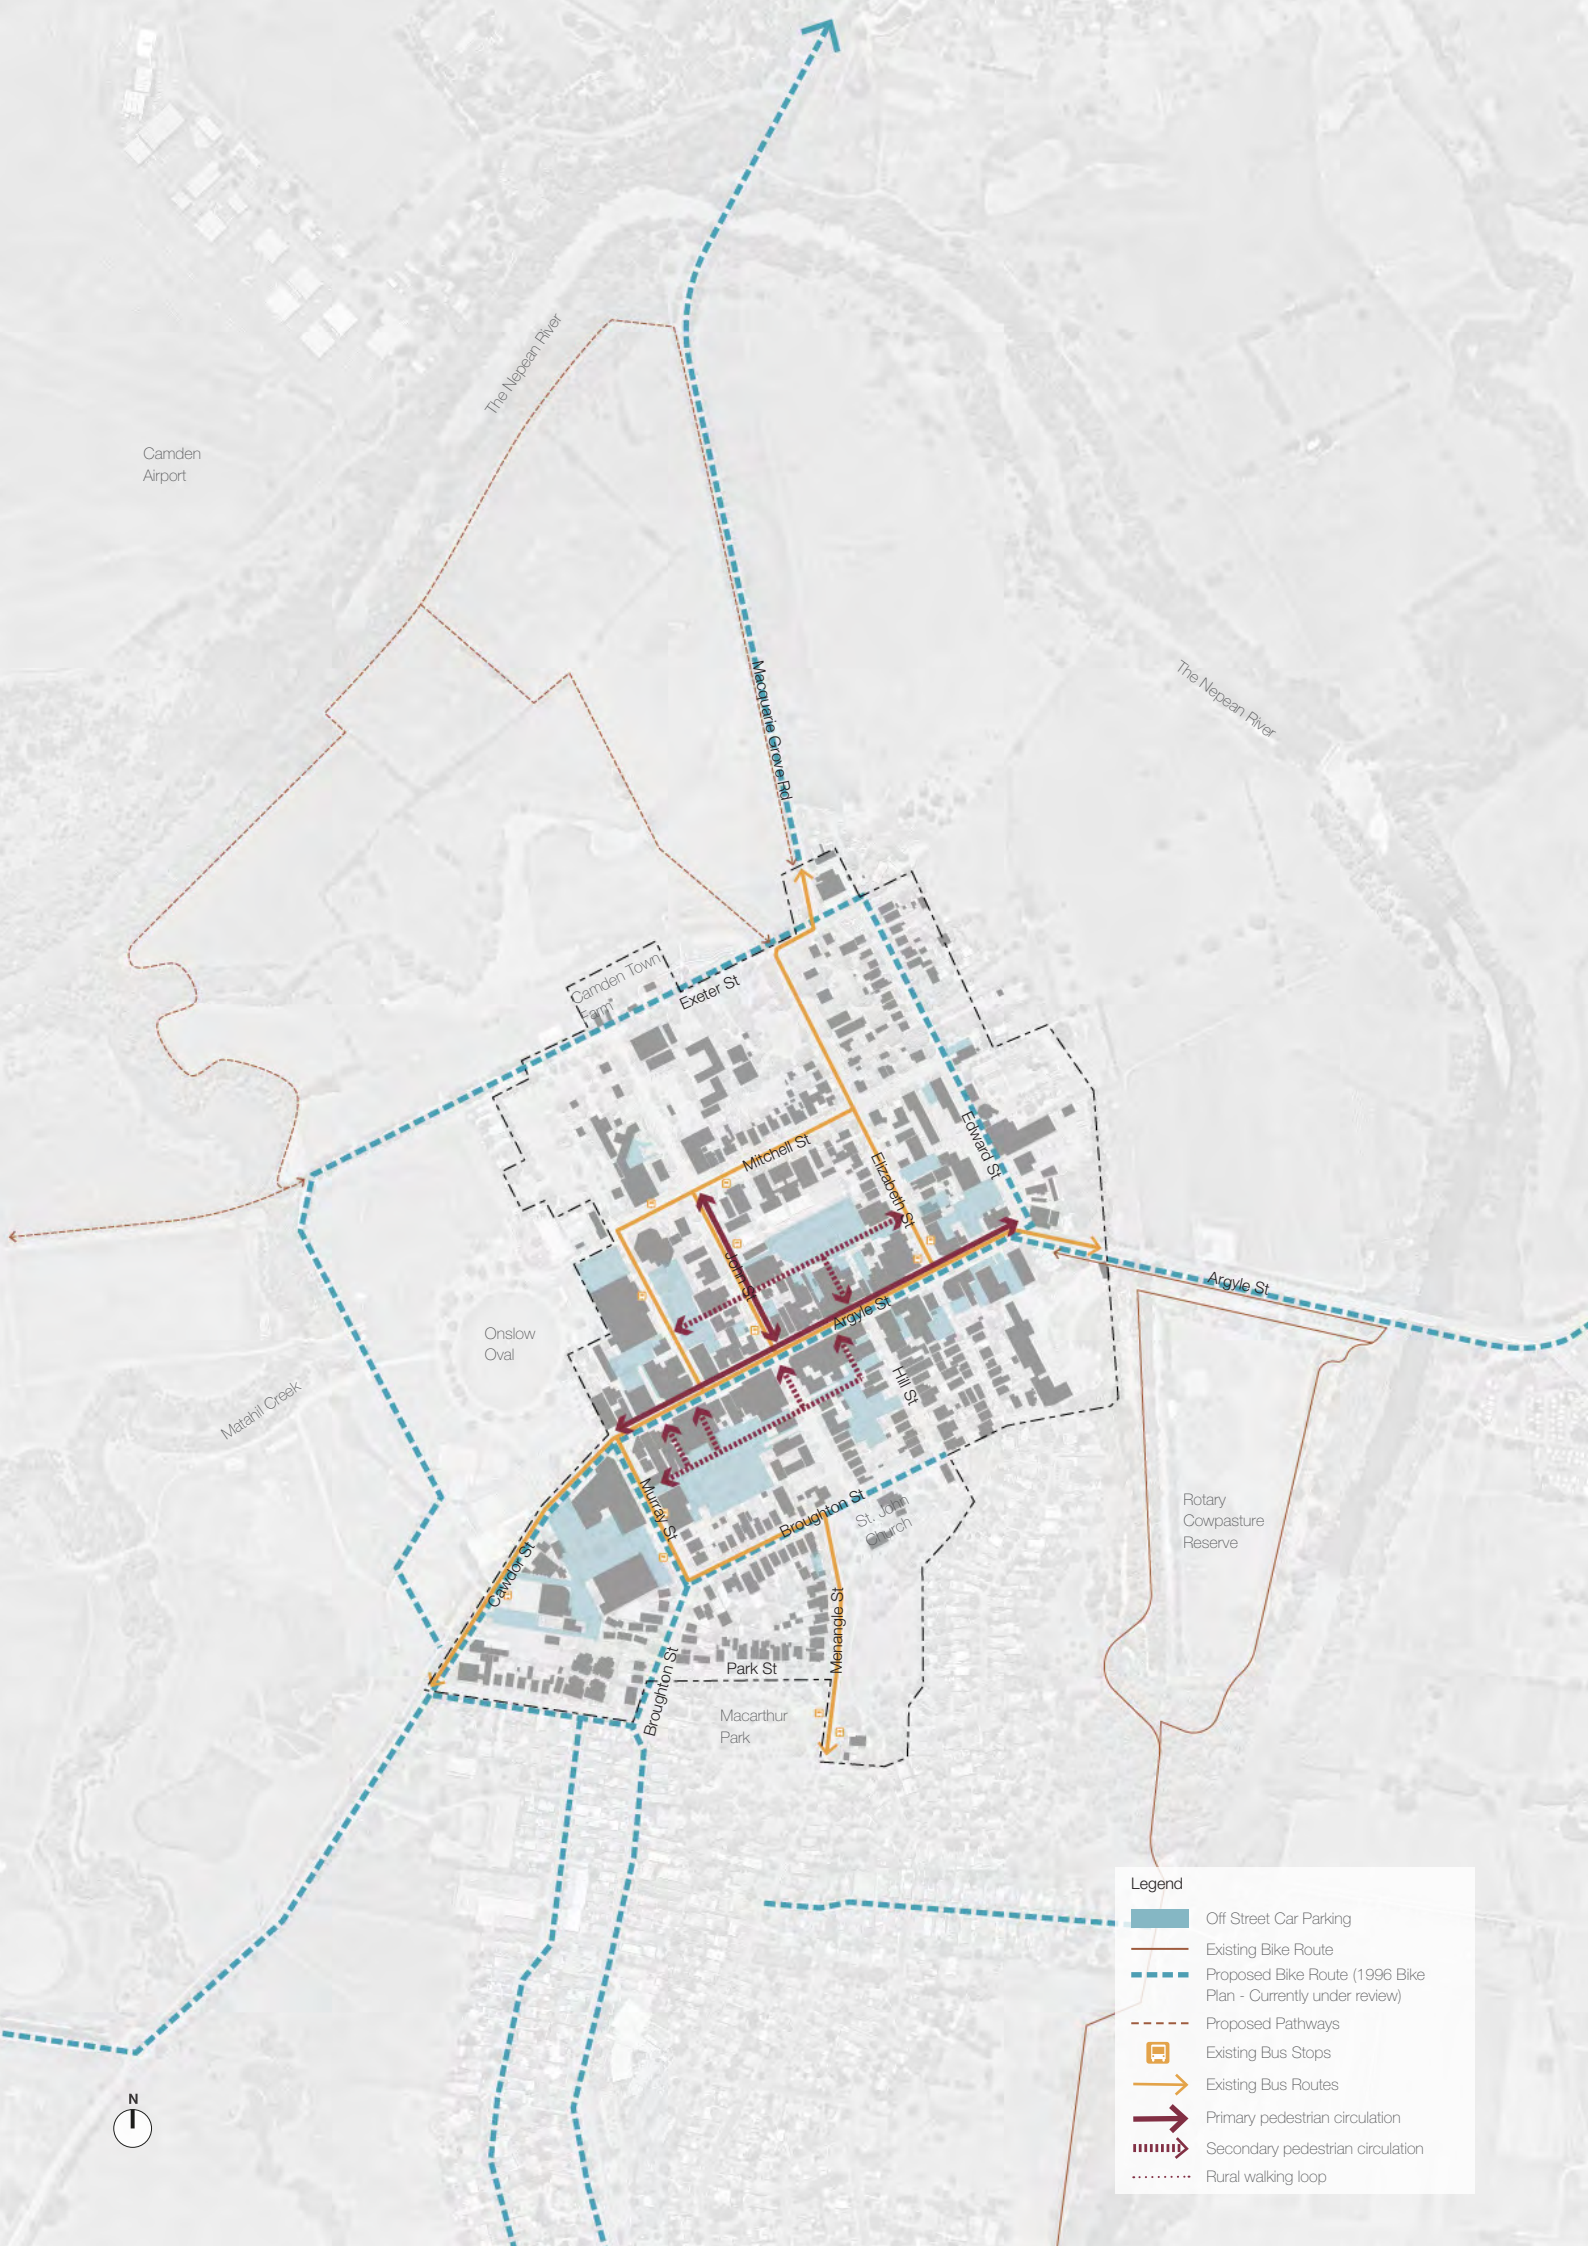 The Nepean River
Camden
Airport
Macquarie Grove Rd
The Nepean River
Camden Town
Farm
Exeter St
Mitchell St
Elizabeth St
Edward St
John St
Argyle St
Argyle St
Onslow
Oval
Matahil Creek
Hill St
Murray St
Broughton St
St. John
Church
Rotary
Cowpasture
Reserve
Cawdor St
Menangle St
Broughton St
Park St
Macarthur
Park
Legend
Off Street Car Parking
Existing Bike Route
Proposed Bike Route (1996 Bike
Plan - Currently under review)
Proposed Pathways
Existing Bus Stops
Existing Bus Routes
Primary pedestrian circulation
Secondary pedestrian circulation
Rural walking loop
N